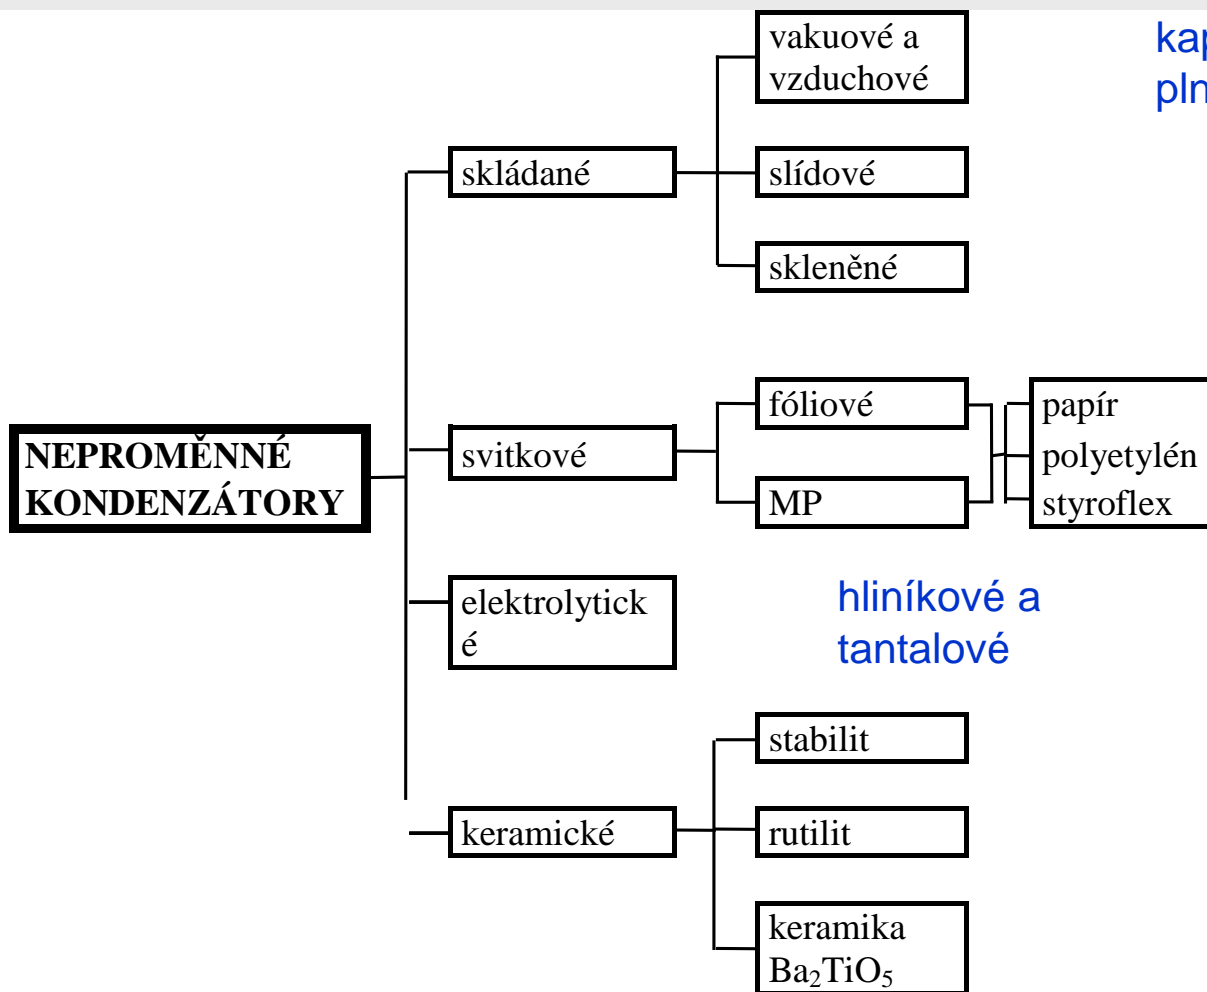 vakuové a
vzduchové
skládané
slídové
skleněné
fóliové
papír
NEPROMĚNNÉ
KONDENZÁTORY
svitkové
polyetylén
MP
styroflex
elektrolytick
é
hliníkové a
tantalové
stabilit
keramické
rutilit
keramika
Ba₂TiO₅